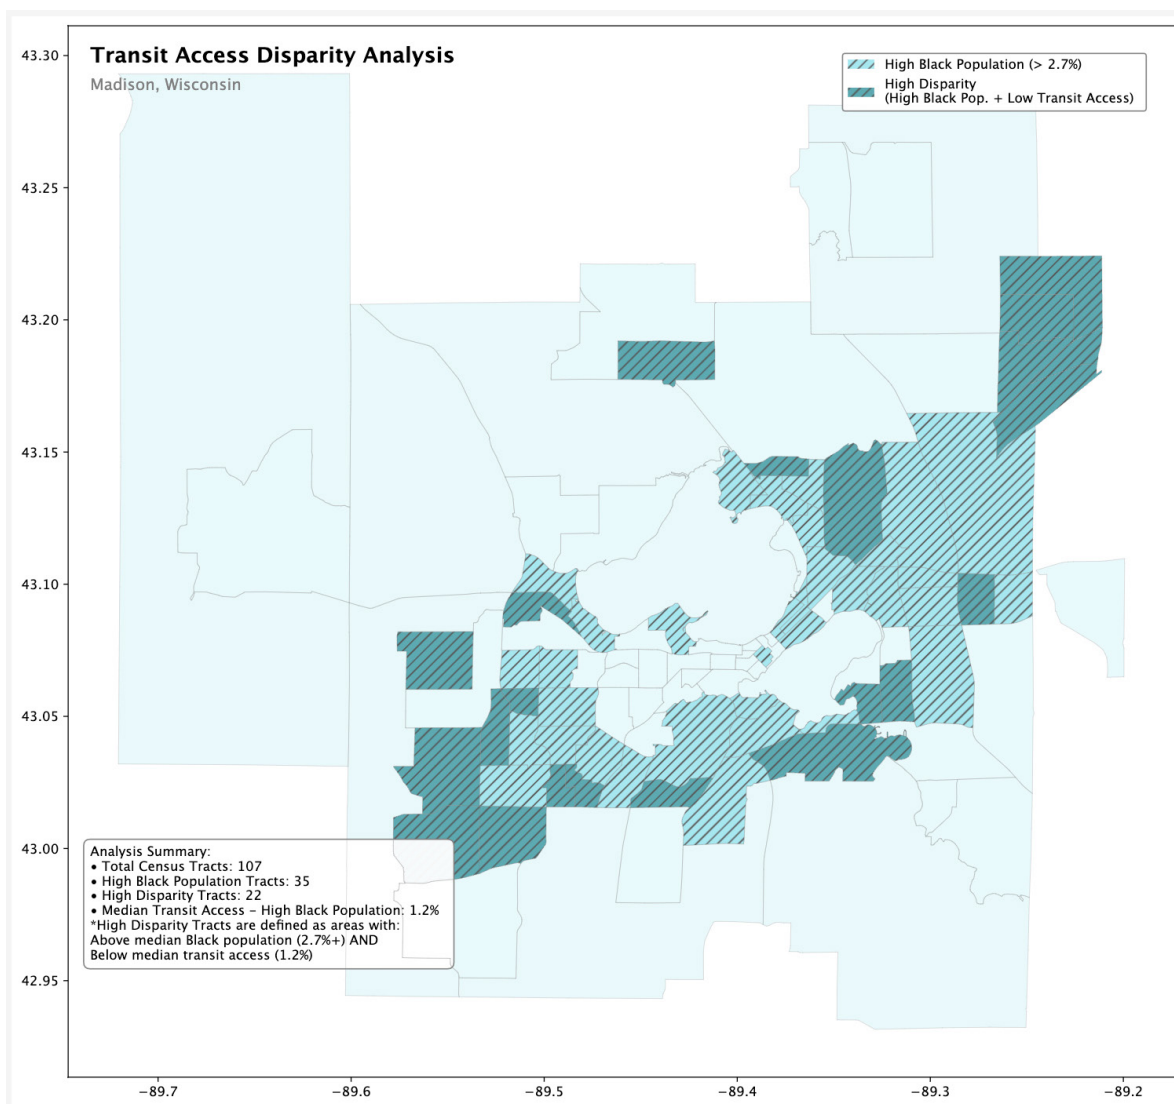 Transit Access Disparity Analysis
Madison, Wisconsin
High Black Population (> 2.7%)
High Disparity
(High Black Pop. + Low Transit Access)
43.30
43.25
43.20
43.15
43.10
43.05
43.00
42.95
Analysis Summary:
• Total Census Tracts: 107
• High Black Population Tracts: 35
• High Disparity Tracts: 22
• Median Transit Access – High Black Population: 1.2%
*High Disparity Tracts are defined as areas with:
Above median Black population (2.7%+) AND
Below median transit access (1.2%)
−89.7
−89.6
−89.5
−89.4
−89.3
−89.2